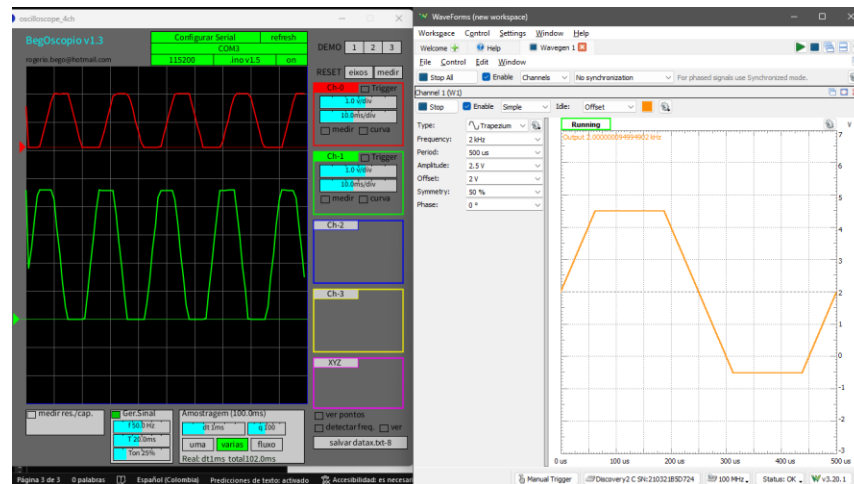 oscilloscope_4ch
BegOscopio v1.3
rogerio.bego@hotmail.com
Configurar Serial refresh
COM3
115200 .ino v1.5 on
DEMO 1 2 3
RESET eixos medir
Ch-0 Trigger
1.0 v/div
10.0ms/div
medir curva
Ch-1 Trigger
1.0 v/div
10.0ms/div
medir curva
Ch-2
Ch-3
XYZ
medir res./cap.
Ger.Sinal
f 50.0 Hz
T 20.0ms
Ton 25%
Amostragem (100.0ms)
dt 1ms q 100
uma varias fluxo
Real: dt1ms total102.0ms
ver pontos
detectar freq. ver
salvar datax.txt-8
Página 3 de 3 0 palabras Español (Colombia) Predicciones de texto: activado Accesibilidad: es necesar
WaveForms (new workspace)
Workspace Control Settings Window Help
Welcome Help Wavegen 1
File Control Edit Window
Stop All Enable Channels No synchronization For phased signals use Synchronized mode.
Channel 1 (W1)
Stop Enable Simple Idle: Offset
Type: Trapezium
Frequency: 2 kHz
Period: 500 us
Amplitude: 2.5 V
Offset: 2 V
Symmetry: 50 %
Phase: 0 °
Running
V
7
6
5
4
3
2
1
0
-1
-2
-3
0 us 100 us 200 us 300 us 400 us 500 us
Manual Trigger Discovery2 C SN:210321B5D724 100 MHz Status: OK v3.20.1